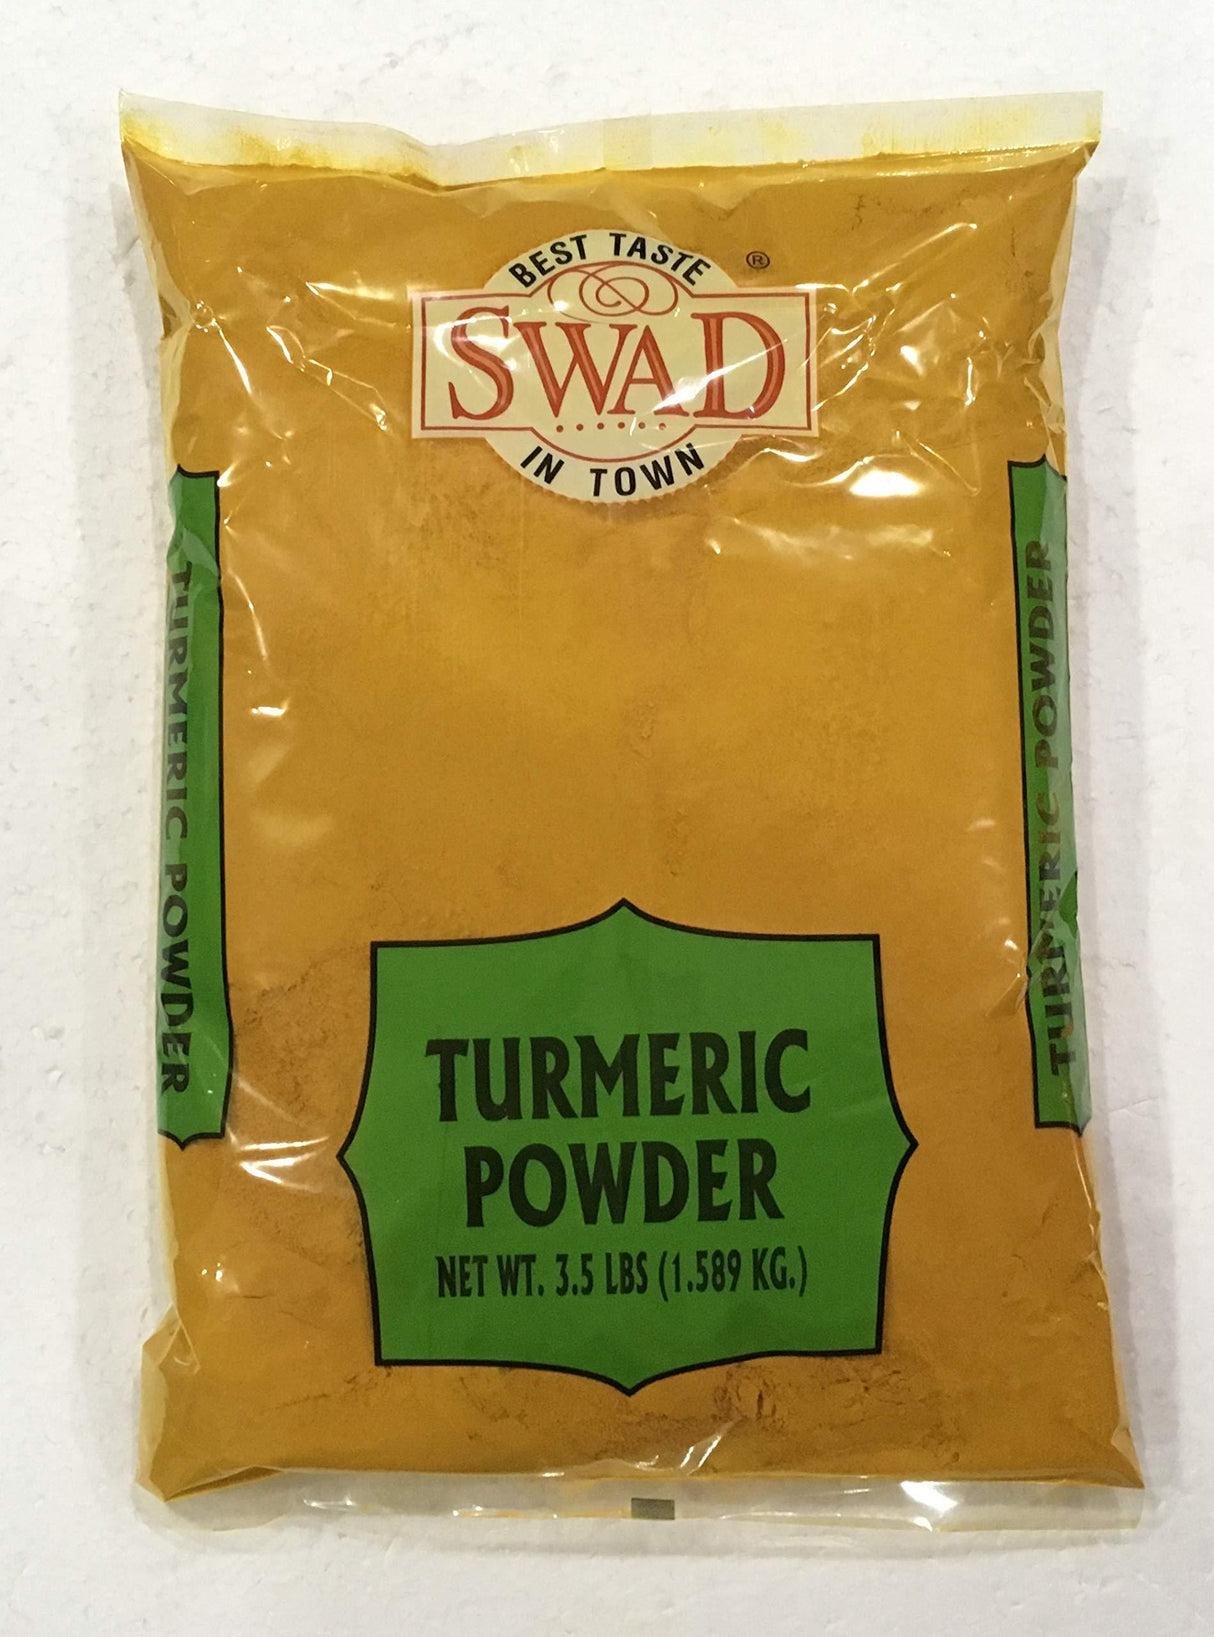 BEST TASTE
®
SWAD
IN TOWN
TURMERIC POWDER
TURMERIC POWDER
TURMERIC
POWDER
NET WT. 3.5 LBS (1.589 KG.)